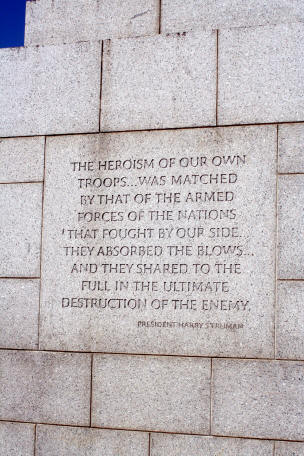 THE HEROISM OF OUR OWN
TROOPS...WAS MATCHED
BY THAT OF THE ARMED
FORCES OF THE NATIONS
THAT FOUGHT BY OUR SIDE.
THEY ABSORBED THE BLOWS...
AND THEY SHARED TO THE
FULL IN THE ULTIMATE
DESTRUCTION OF THE ENEMY.
PRESIDENT HARRY S TRUMAN